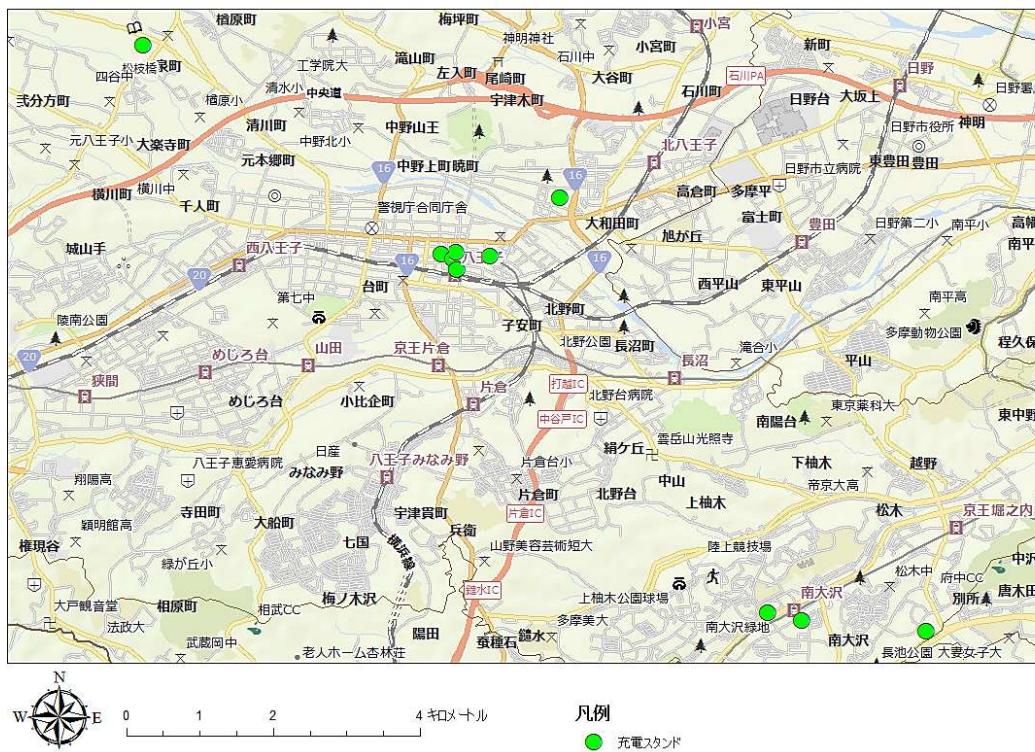 楢原町
梅坪町
小宮
松枝橋
泉町
四谷中
工学院大
滝山町
左入町
神明神社
尾崎町
石川中
小宮町
新町
日野
石川PA
弐分方町
楢原小
清水小
中央道
宇津木町
大谷町
石川町
日野台
大坂上
清川町
中野北小
中野山王
日野市役所
神明
元八王子小
大楽寺町
元本郷町
16
中野上町
暁町
16
北八王子
日野市立病院
東豊田
豊田
横川町
横川中
千人町
警視庁合同庁舎
高倉町
多摩平
大和田町
富士町
日野第二小
南平小
高幡
城山手
西八王子
八王子
旭が丘
豊田
南平
20
16
16
台町
西平山
東平山
第七中
北野町
南平高
陵南公園
子安町
北野公園
長沼町
多摩動物公園
20
めじろ台
山田
京王片倉
長沼
滝合小
平山
程久保
狭間
打越IC
めじろ台
小比企町
片倉
北野台病院
東京薬科大
中谷戸IC
南陽台
東中野
八王子恵愛病院
日産
絹ケ丘
雲岳山光照寺
みなみ野
八王子みなみ野
片倉台小
下柚木
越野
翔陽高
中山
帝京大高
寺田町
片倉町
北野台
上柚木
松木
京王堀之内
穎明館高
大船町
宇津貫町
兵衛
片倉IC
権現谷
七国
横浜線
山野美容芸術短大
陸上競技場
中沢
緑が丘小
松木中
府中CC
鑓水IC
上柚木公園球場
南大沢
別所
唐木田
大戸観音堂
相原町
相武CC
梅ノ木沢
法政大
多摩美大
南大沢緑地
武蔵岡中
陽田
鑓水
南大沢
長池公園
大妻女子大
老人ホーム杏林荘
蚕種石
N
W
E
S
0
1
2
4 キロメートル
凡例
充電スタンド